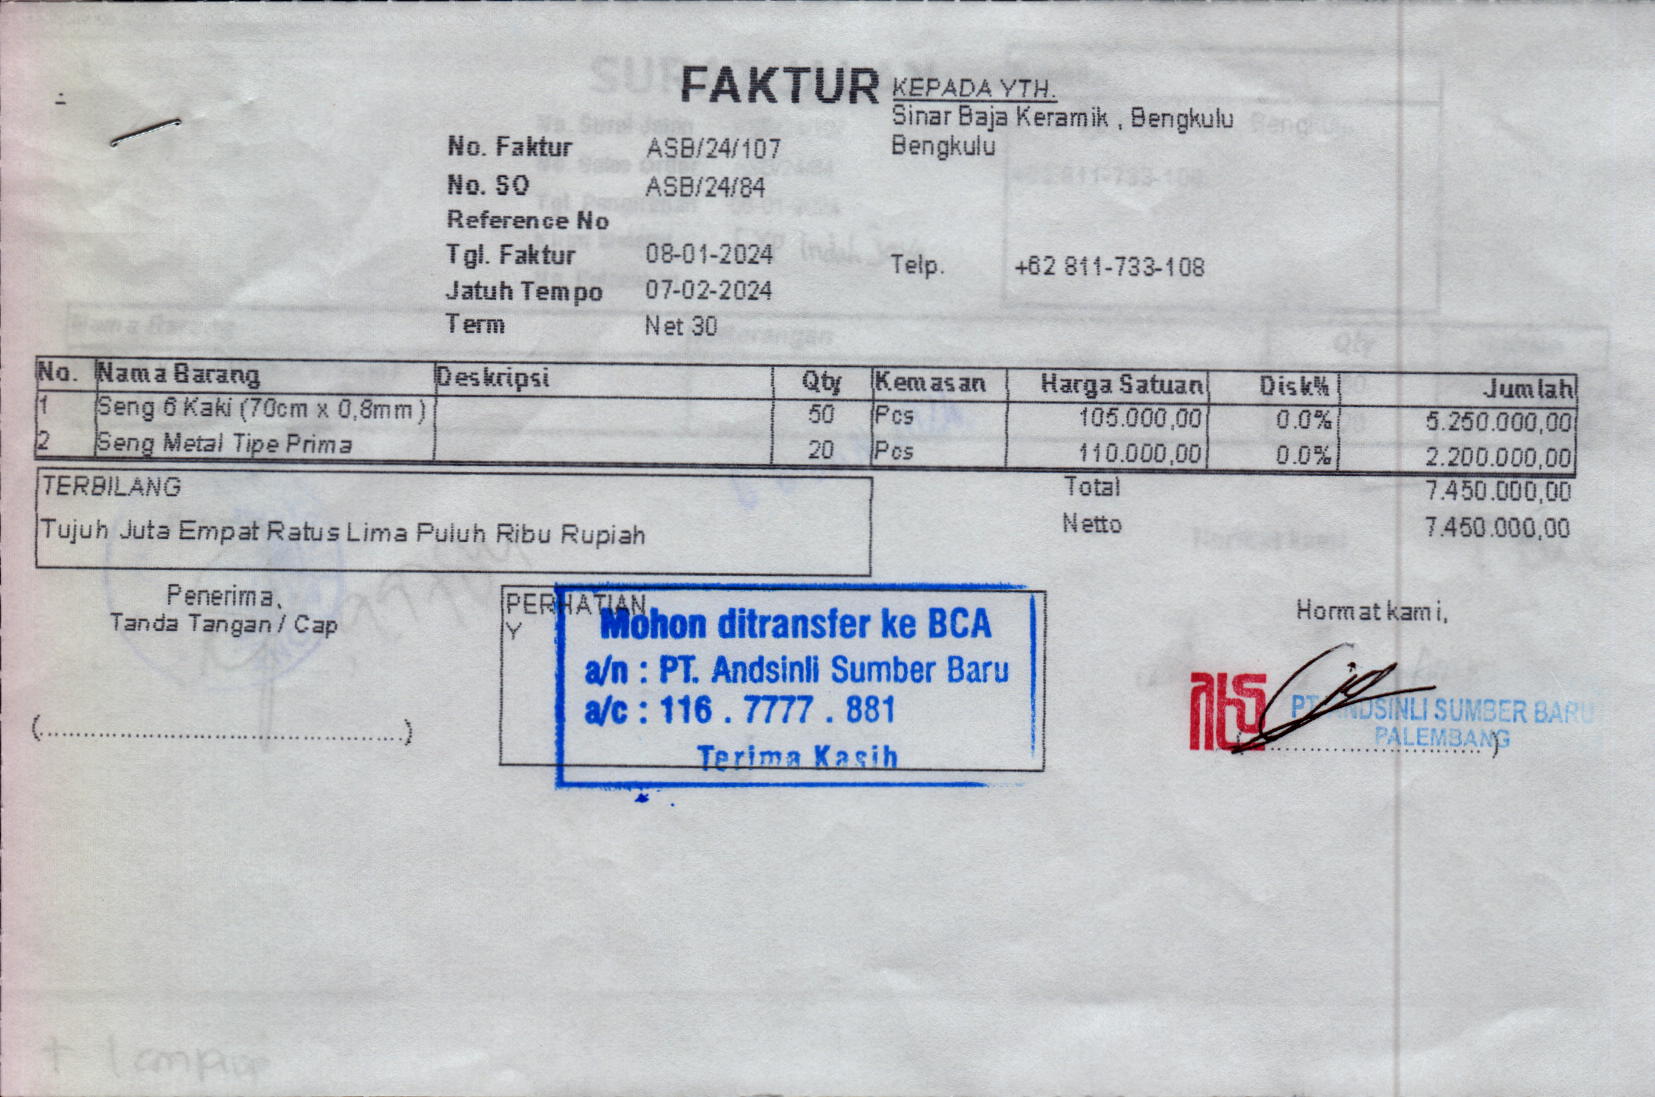 FAKTUR
KEPADA YTH.
Sinar Baja Keramik , Bengkulu
Bengkulu
No. Faktur ASB/24/107
No. SO ASB/24/84
Reference No
Tgl. Faktur 08-01-2024
Telp. +62 811-733-108
Jatuh Tempo 07-02-2024
Term Net 30
No. Nama Barang Deskripsi Qty Kemasan Harga Satuan Disk% Jumlah
1 Seng 6 Kaki (70cm x 0,8mm) 50 Pcs 105.000,00 0.0% 5.250.000,00
2 Seng Metal Tipe Prima 20 Pcs 110.000,00 0.0% 2.200.000,00
TERBILANG
Tujuh Juta Empat Ratus Lima Puluh Ribu Rupiah
Total 7.450.000,00
Netto 7.450.000,00
Penerima,
Tanda Tangan / Cap
(..............................)
PERHATIAN
Y
Mohon ditransfer ke BCA
a/n : PT. Andsinli Sumber Baru
a/c : 116 . 7777 . 881
Terima Kasih
Hormat kami,
PT. ANDSINLI SUMBER BARU
PALEMBANG